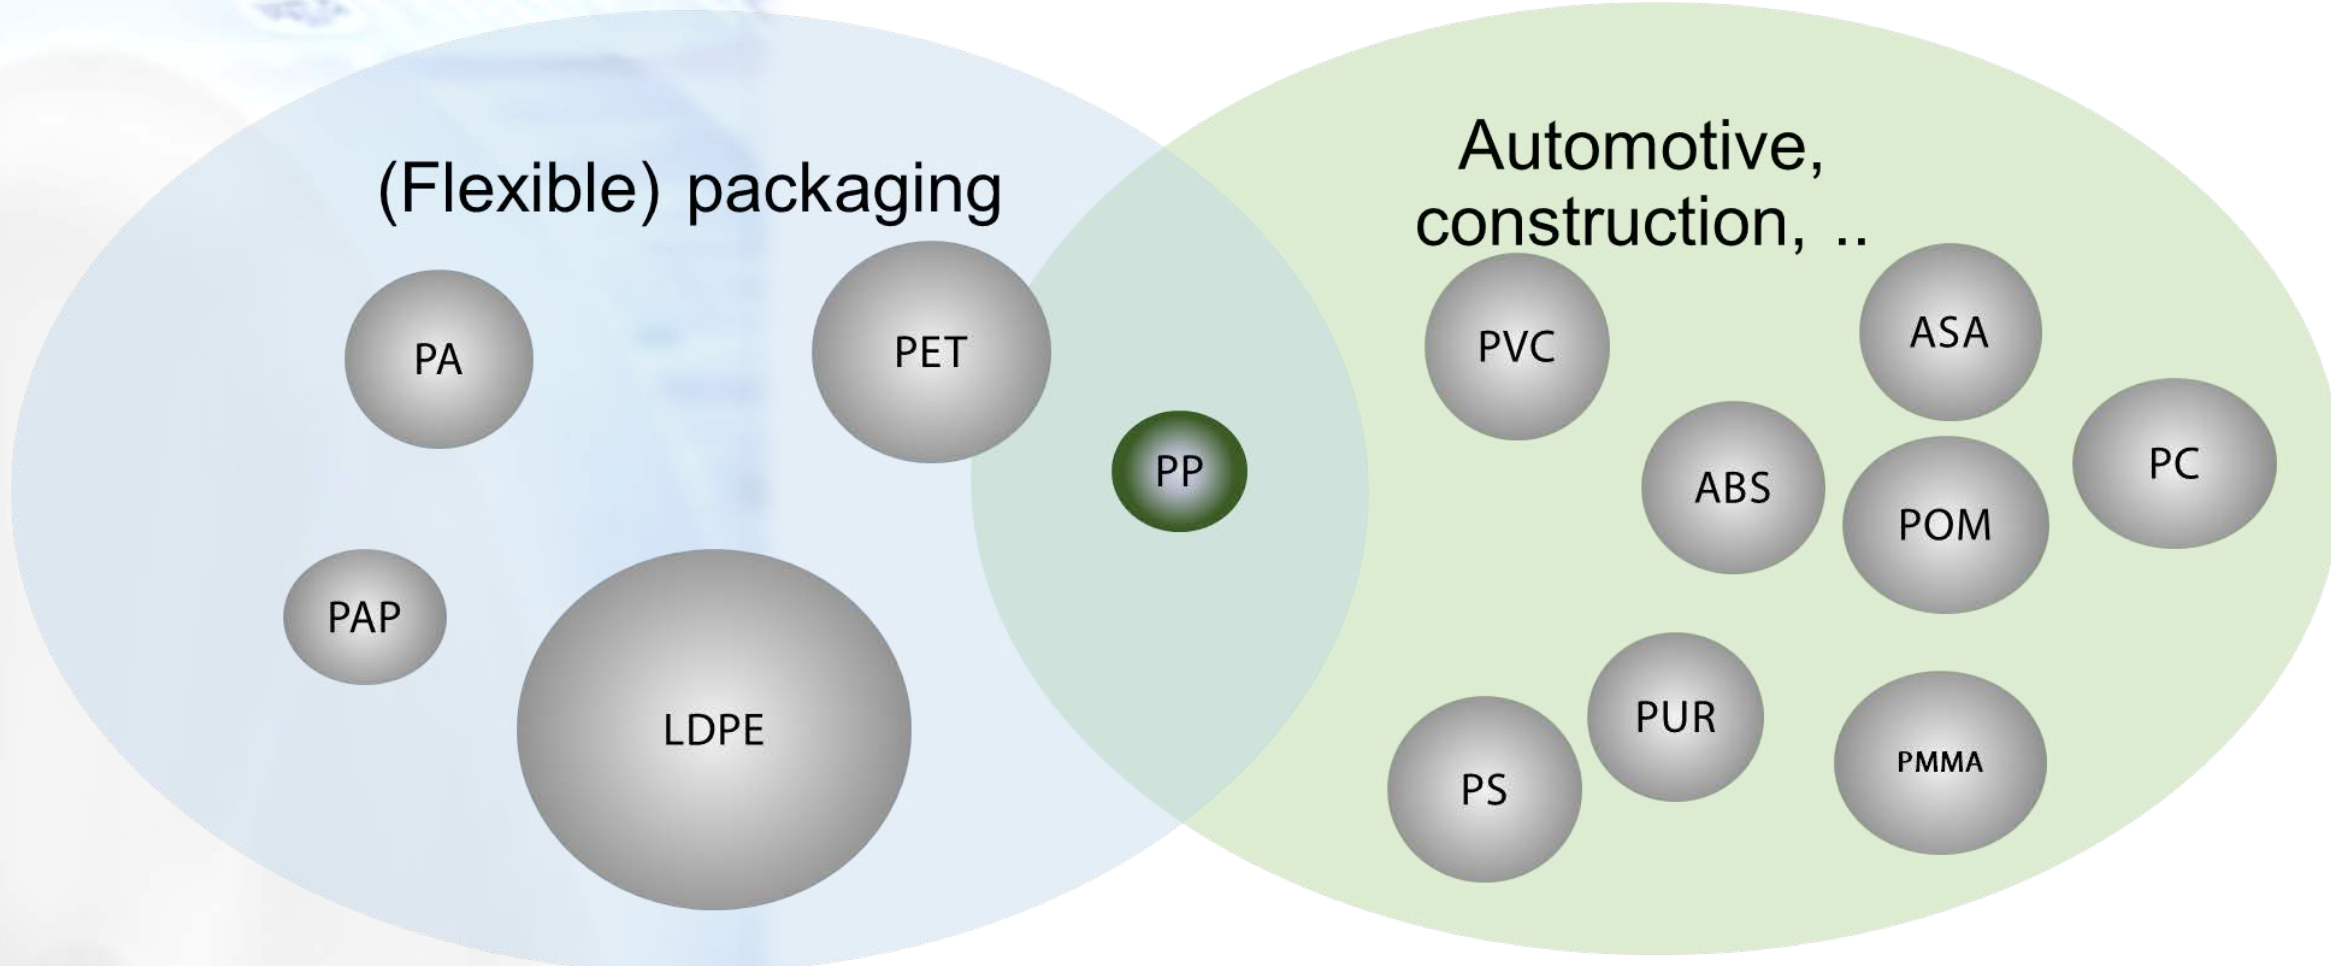 (Flexible) packaging
Automotive,
construction, ..
PA
PET
PAP
LDPE
PP
PVC
ASA
ABS
POM
PC
PS
PUR
PMMA